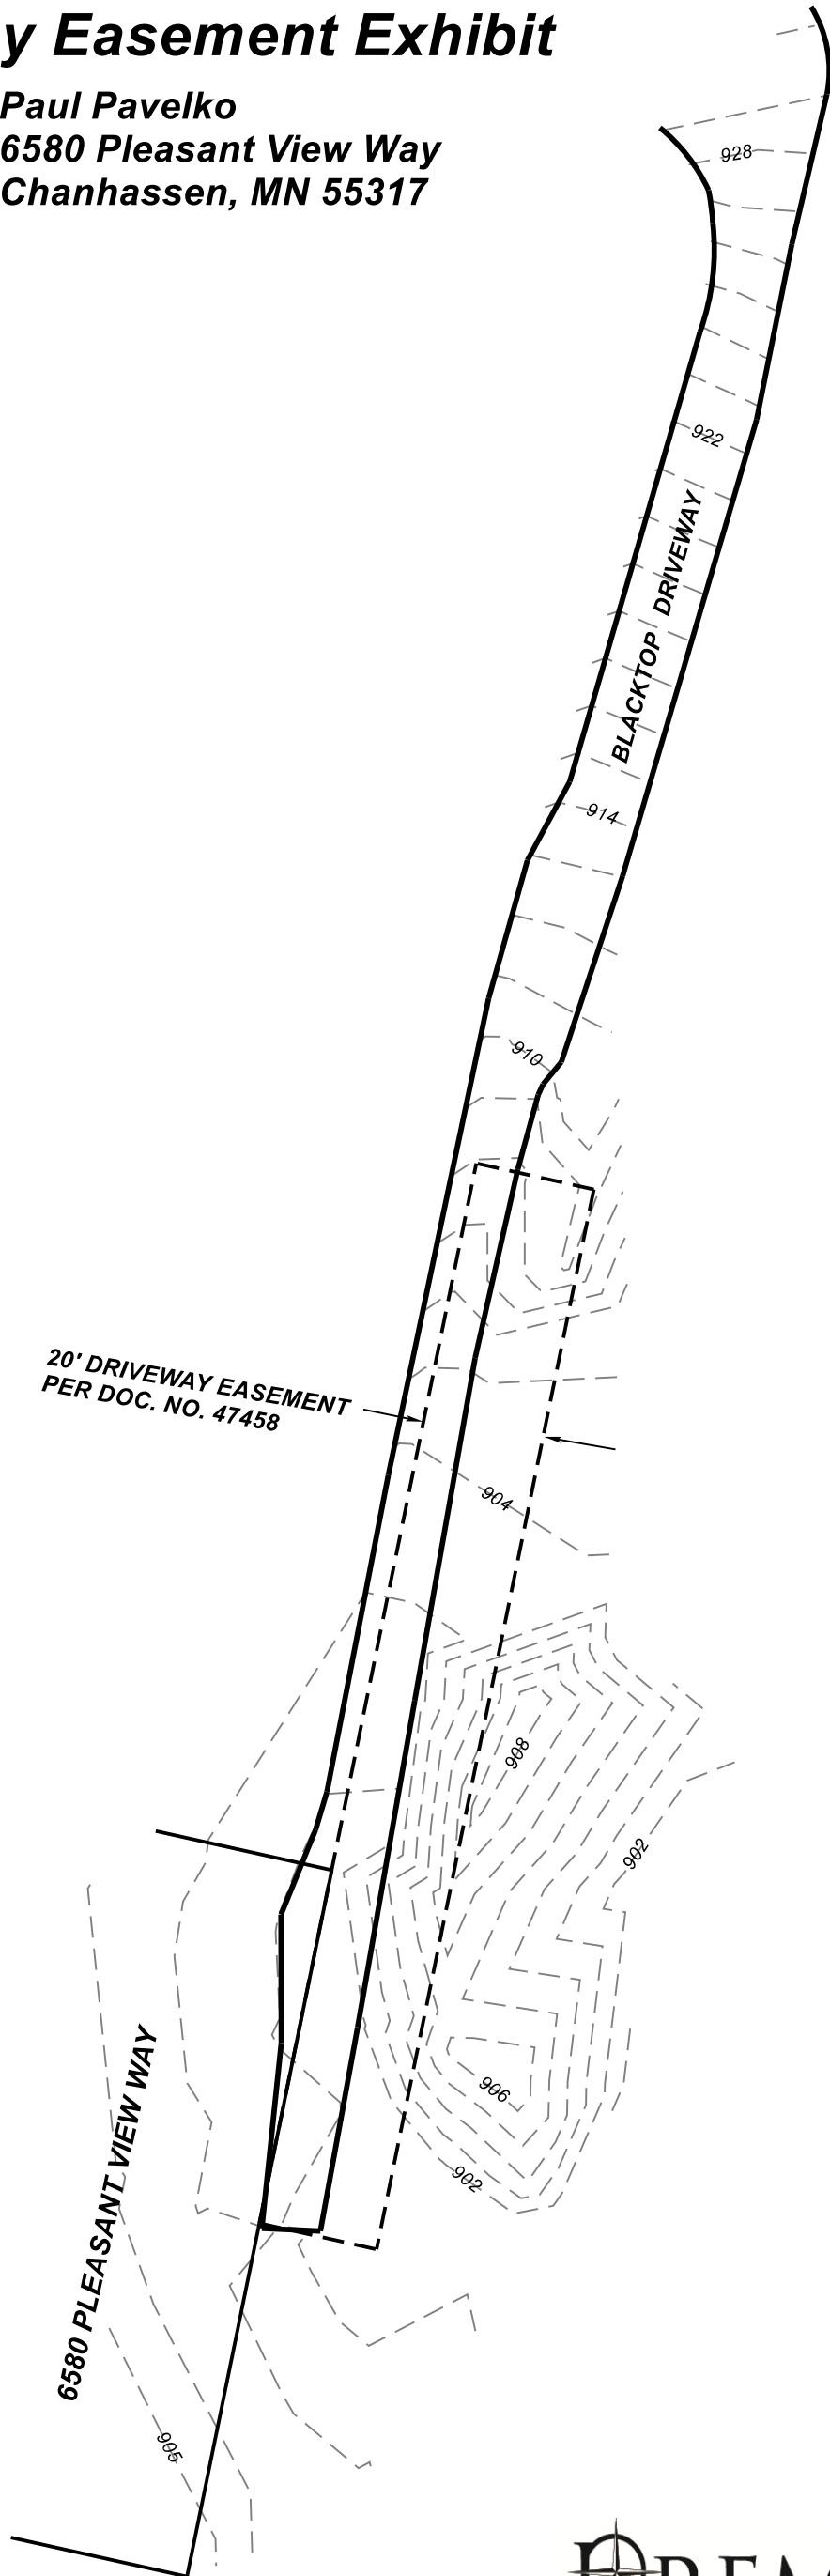 y Easement Exhibit
Paul Pavelko
6580 Pleasant View Way
Chanhassen, MN 55317
928
922
BLACKTOP DRIVEWAY
914
910
20' DRIVEWAY EASEMENT
PER DOC. NO. 47458
904
908
902
906
902
6580 PLEASANT VIEW WAY
905